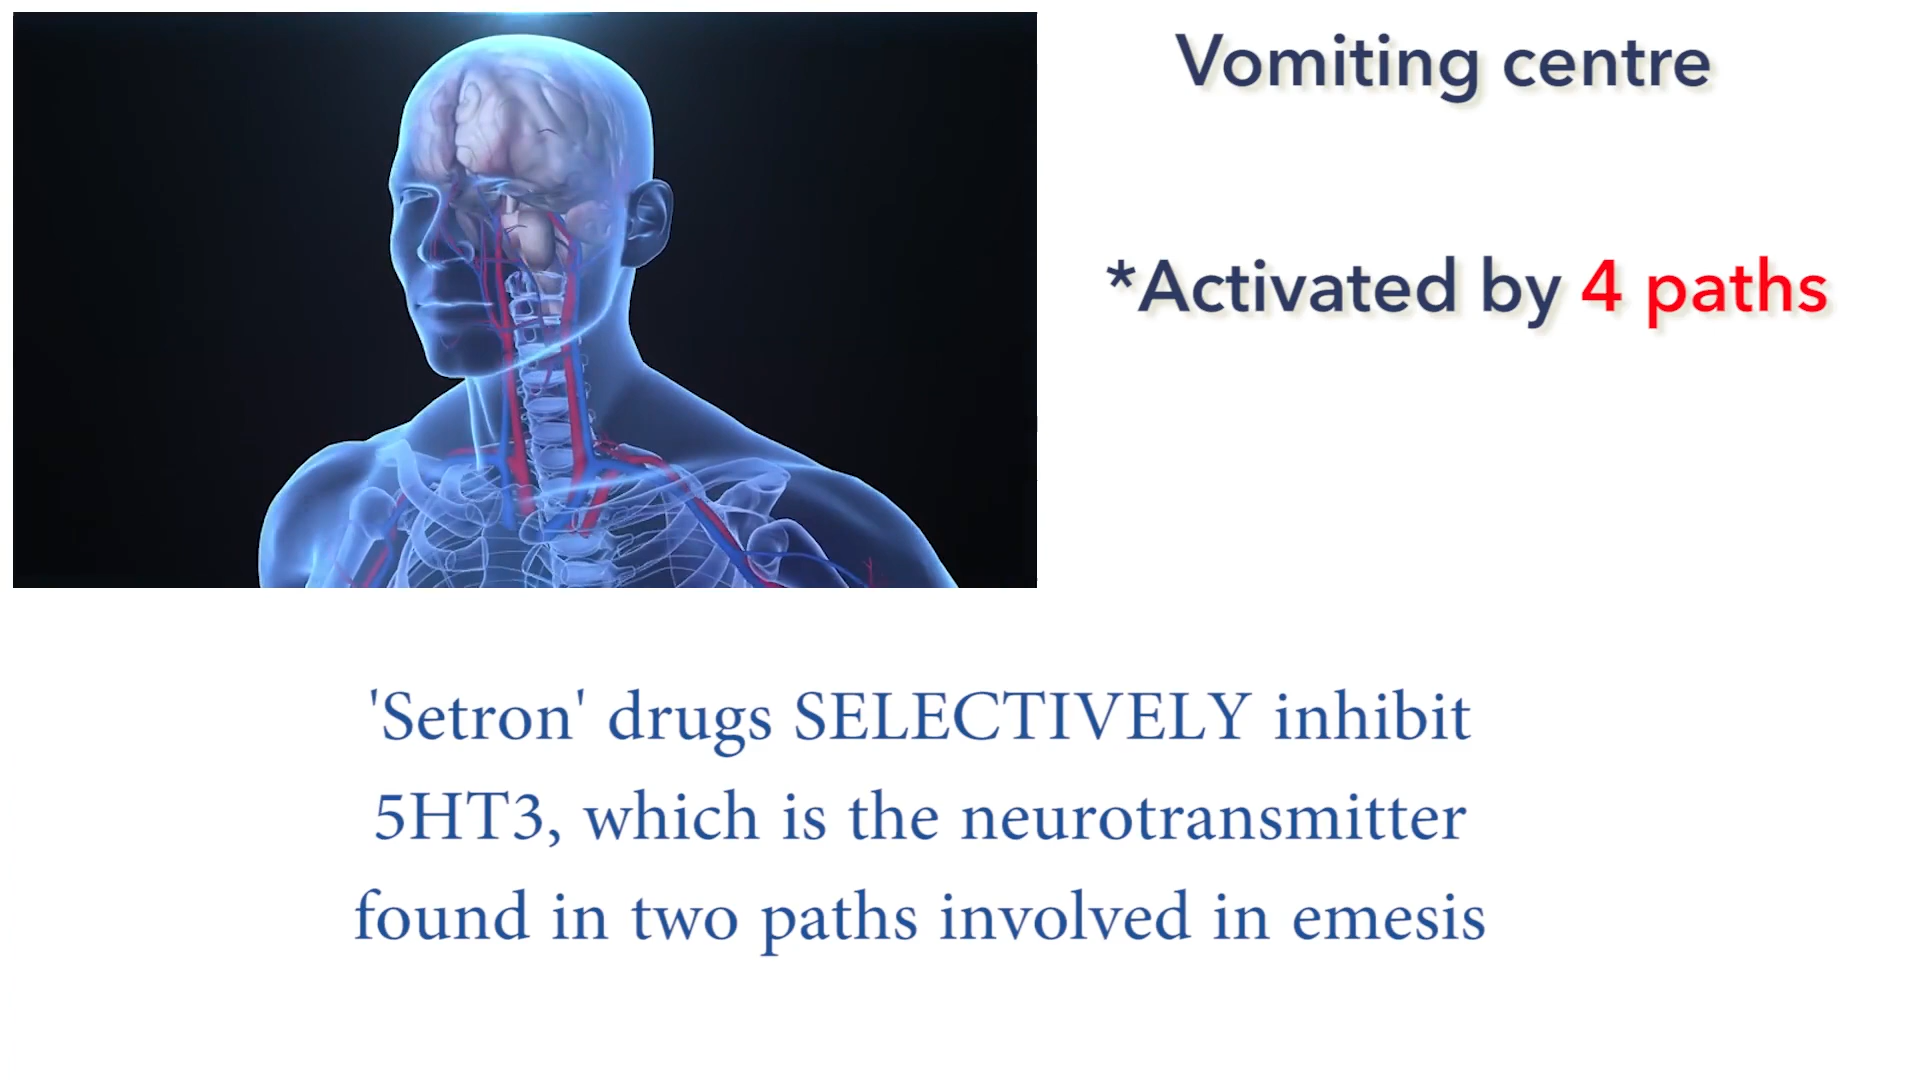 Vomiting centre
*Activated by 4 paths
'Setron' drugs SELECTIVELY inhibit
5HT3, which is the neurotransmitter
found in two paths involved in emesis